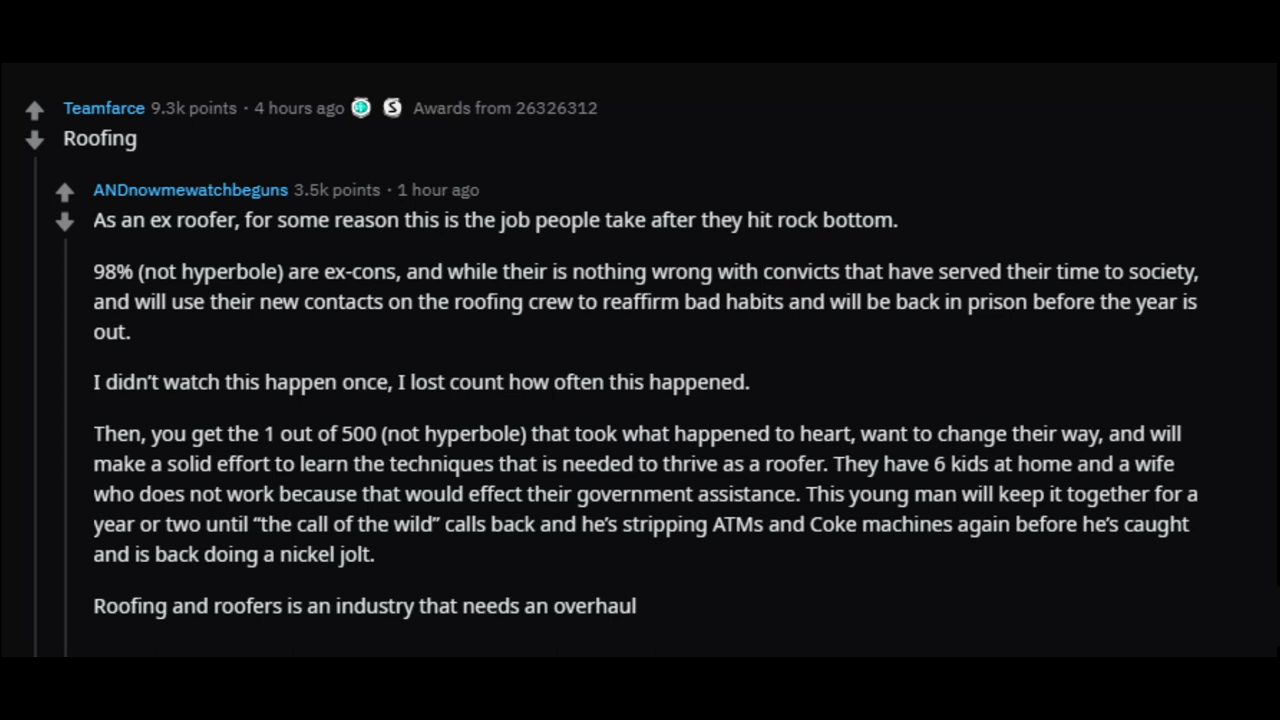 Teamfarce 9.3k points · 4 hours ago Awards from 26326312
Roofing
ANDnowmewatchbeguns 3.5k points · 1 hour ago
As an ex roofer, for some reason this is the job people take after they hit rock bottom.
98% (not hyperbole) are ex-cons, and while their is nothing wrong with convicts that have served their time to society,
and will use their new contacts on the roofing crew to reaffirm bad habits and will be back in prison before the year is
out.
I didn't watch this happen once, I lost count how often this happened.
Then, you get the 1 out of 500 (not hyperbole) that took what happened to heart, want to change their way, and will
make a solid effort to learn the techniques that is needed to thrive as a roofer. They have 6 kids at home and a wife
who does not work because that would effect their government assistance. This young man will keep it together for a
year or two until “the call of the wild” calls back and he’s stripping ATMs and Coke machines again before he’s caught
and is back doing a nickel jolt.
Roofing and roofers is an industry that needs an overhaul